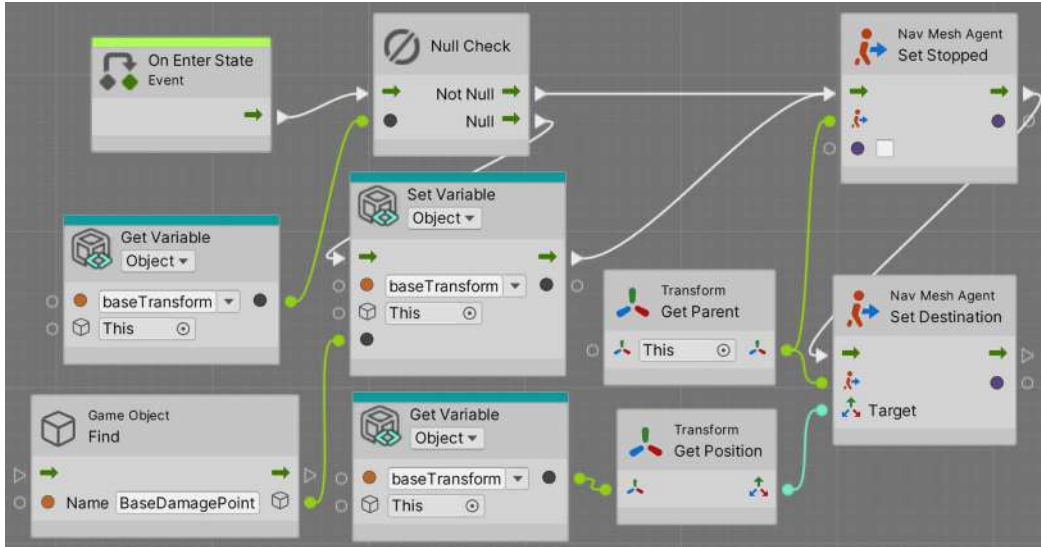 On Enter State
Event
Null Check
Not Null
Null
Nav Mesh Agent
Set Stopped
Get Variable
Object
baseTransform
This
Set Variable
Object
baseTransform
This
Transform
Get Parent
This
Nav Mesh Agent
Set Destination
Target
Game Object
Find
Name BaseDamagePoint
Get Variable
Object
baseTransform
This
Transform
Get Position